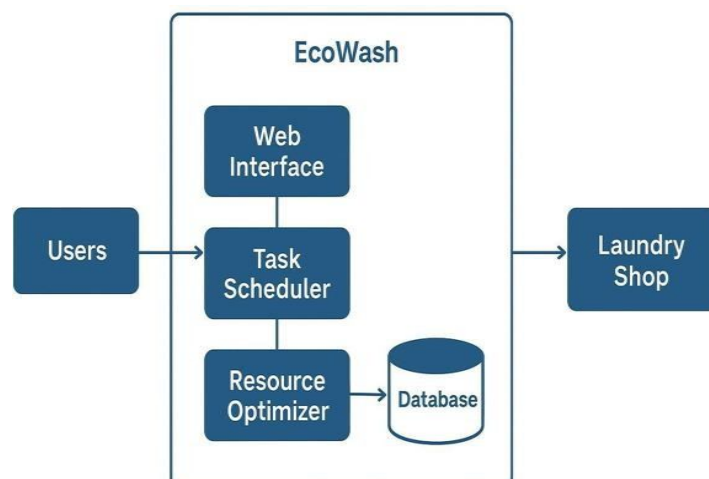 EcoWash
Web
Interface
Users
Task
Scheduler
Laundry
Shop
Resource
Optimizer
Database